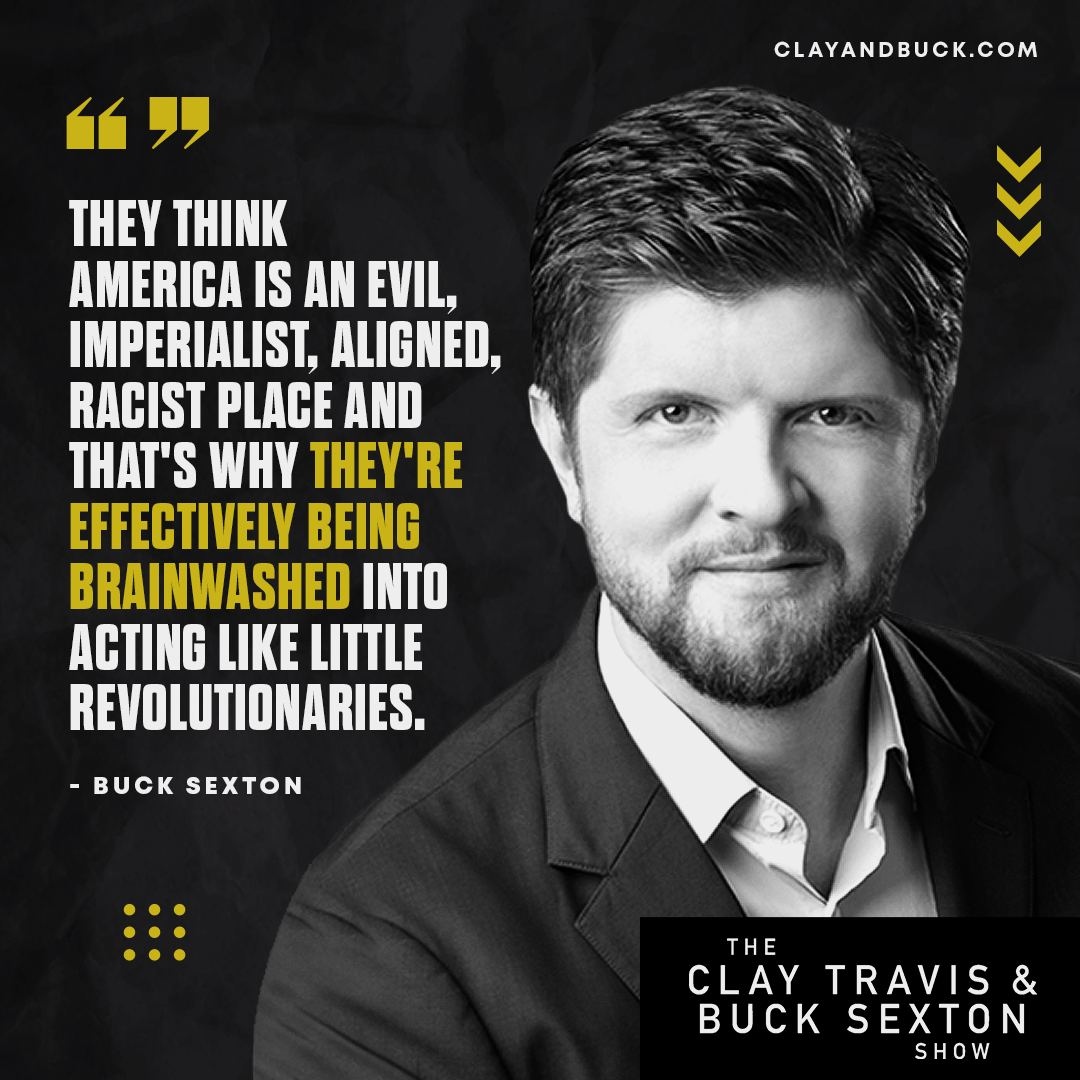 CLAYANDBUCK.COM
“ ”
THEY THINK
AMERICA IS AN EVIL,
IMPERIALIST, ALIGNED,
RACIST PLACE AND
THAT'S WHY THEY'RE
EFFECTIVELY BEING
BRAINWASHED INTO
ACTING LIKE LITTLE
REVOLUTIONARIES.
- BUCK SEXTON
THE
CLAY TRAVIS &
BUCK SEXTON
SHOW